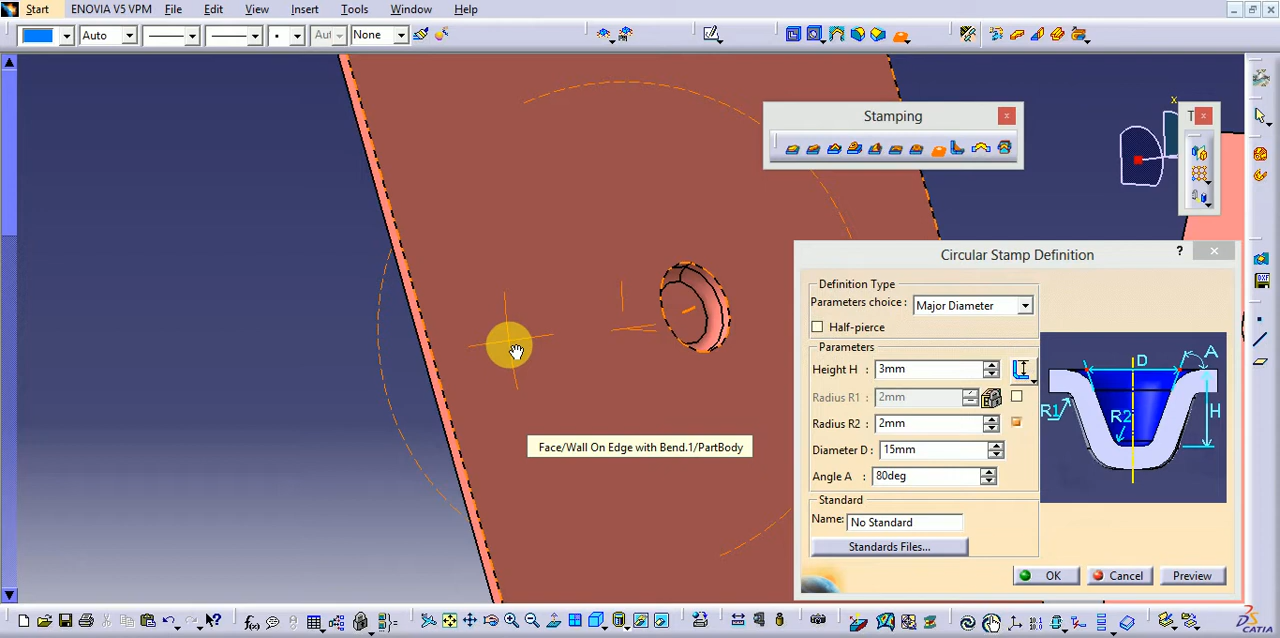 Start ENOVIA V5 VPM File Edit View Insert Tools Window Help
Auto Aut None
Stamping
x
T
Circular Stamp Definition ?
Definition Type
Parameters choice : Major Diameter
Half-pierce
Parameters
Height H : 3mm
Radius R1 : 2mm
Radius R2 : 2mm
Diameter D : 15mm
Angle A : 80deg
D A
R1 R2 H
Standard
Name: No Standard
Standards Files...
OK Cancel Preview
Face/Wall On Edge with Bend.1/PartBody
f(x)
CATIA